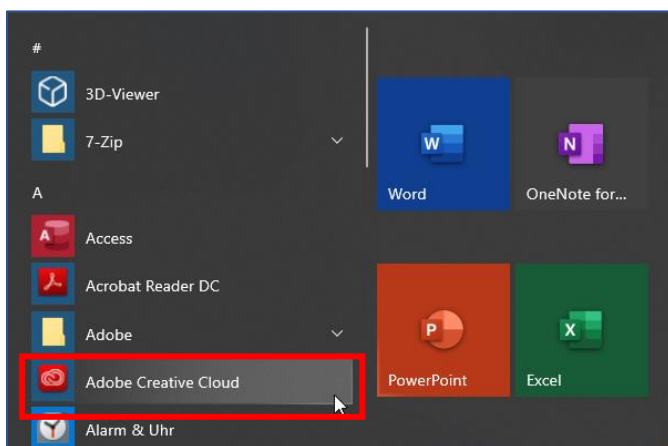 #
3D-Viewer
7-Zip
A
Access
Acrobat Reader DC
Adobe
Adobe Creative Cloud
Alarm & Uhr
Word
OneNote for...
PowerPoint
Excel